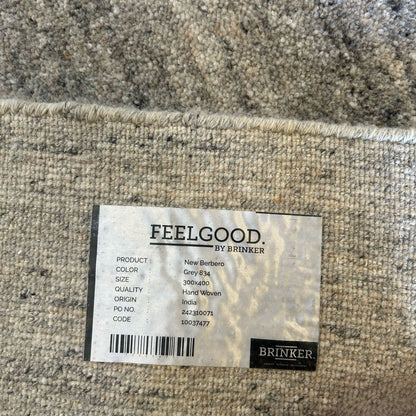 FEELGOOD.
BY BRINKER
PRODUCT : New Berbero
COLOR Grey 834
SIZE 300x400
QUALITY Hand Woven
ORIGIN India
PO NO. 242310071
CODE 10037477
BRINKER.